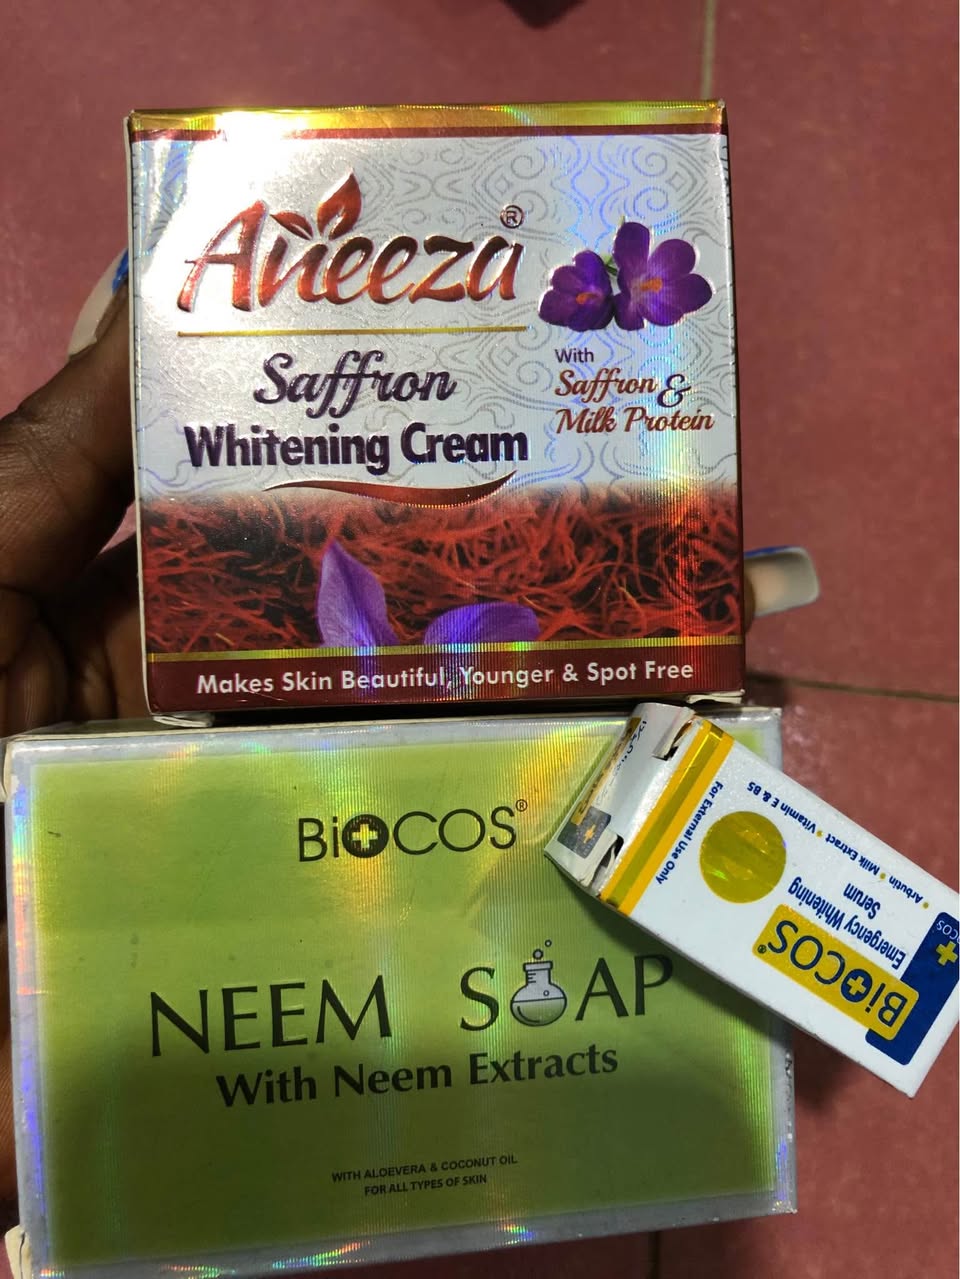 Aneeza®
Saffron
Whitening Cream
With
Saffron &
Milk Protein
Makes Skin Beautiful, Younger & Spot Free
BiOCOS®
NEEM SOAP
With Neem Extracts
WITH ALOEVERA & COCONUT OIL
FOR ALL TYPES OF SKIN
BiOCOS®
Emergency Whitening
Serum
Arbutin • Milk Extract • Vitamin E & B5
For External Use Only